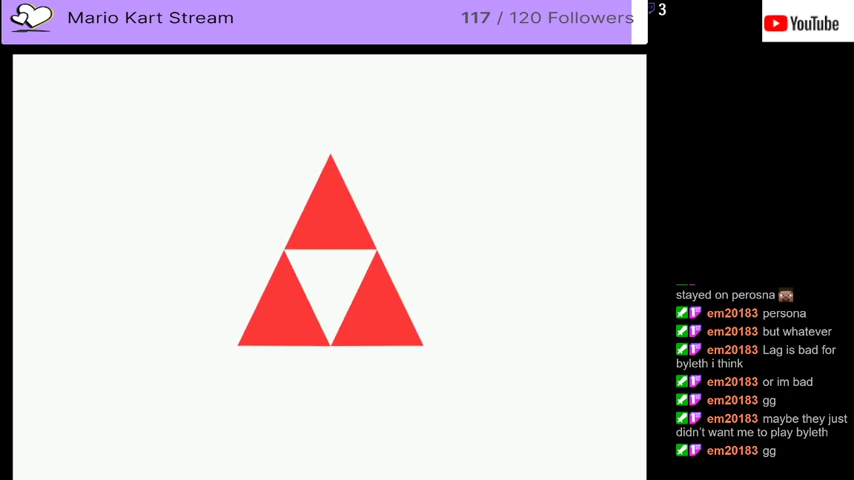 Mario Kart Stream
117 / 120 Followers
3
YouTube
stayed on perosna
em20183 persona
em20183 but whatever
em20183 Lag is bad for
byleth i think
em20183 or im bad
em20183 gg
em20183 maybe they just
didn't want me to play byleth
em20183 gg